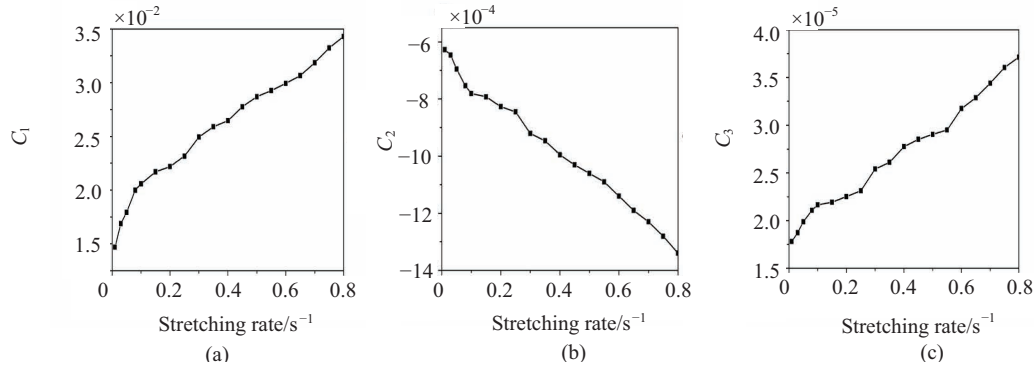 ×10⁻²
3.5
3.0
2.5
2.0
1.5
C₁
0 0.2 0.4 0.6 0.8
Stretching rate/s⁻¹
(a)
×10⁻⁴
−6
−8
−10
−12
−14
C₂
0 0.2 0.4 0.6 0.8
Stretching rate/s⁻¹
(b)
×10⁻⁵
4.0
3.5
3.0
2.5
2.0
1.5
C₃
0 0.2 0.4 0.6 0.8
Stretching rate/s⁻¹
(c)